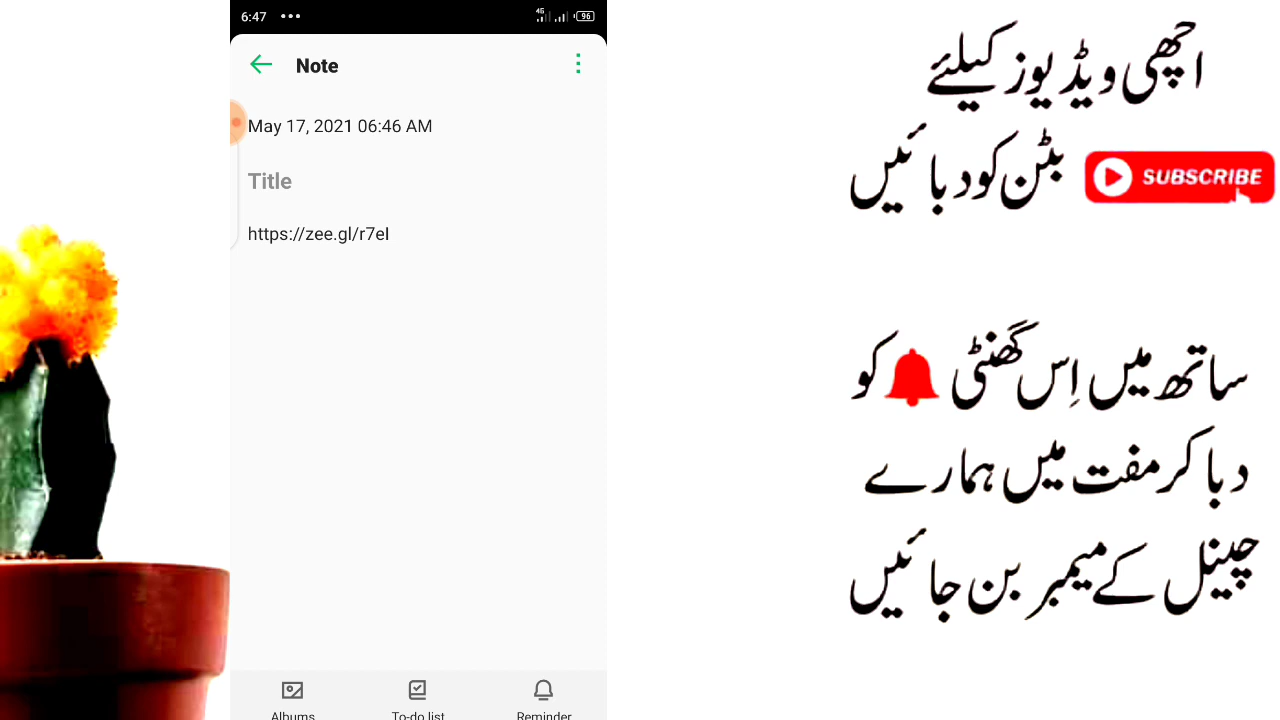 6:47
4G
96
Note
May 17, 2021 06:46 AM
Title
https://zee.gl/r7eI
Albums
To-do list
Reminder
اچھی ویڈیوز کیلئے
SUBSCRIBE بٹن کو دبائیں
ساتھ میں اِس گھنٹی کو
دبا کر مفت میں ہمارے
چینل کے میمبر بن جائیں